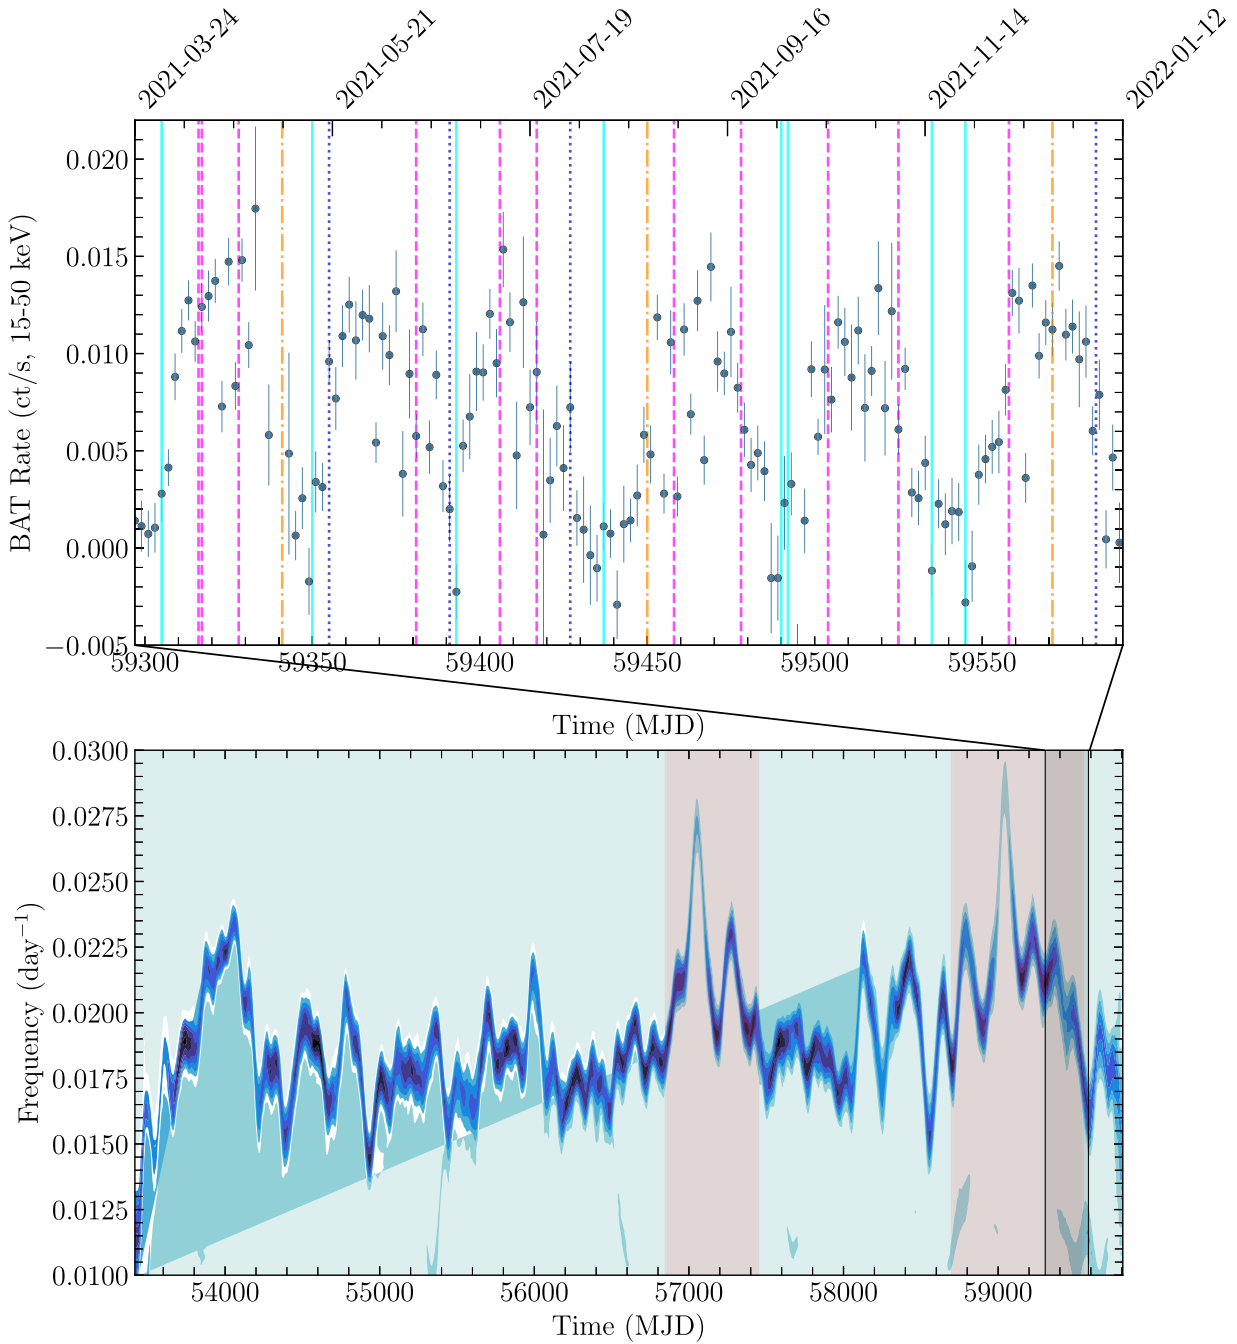 2021-03-24 2021-05-21 2021-07-19 2021-09-16 2021-11-14 2022-01-12
BAT Rate (ct/s, 15-50 keV)
0.020
0.015
0.010
0.005
0.000
−0.005
59300 59350 59400 59450 59500 59550
Time (MJD)
Frequency (day−1)
0.0300
0.0275
0.0250
0.0225
0.0200
0.0175
0.0150
0.0125
0.0100
54000 55000 56000 57000 58000 59000
Time (MJD)